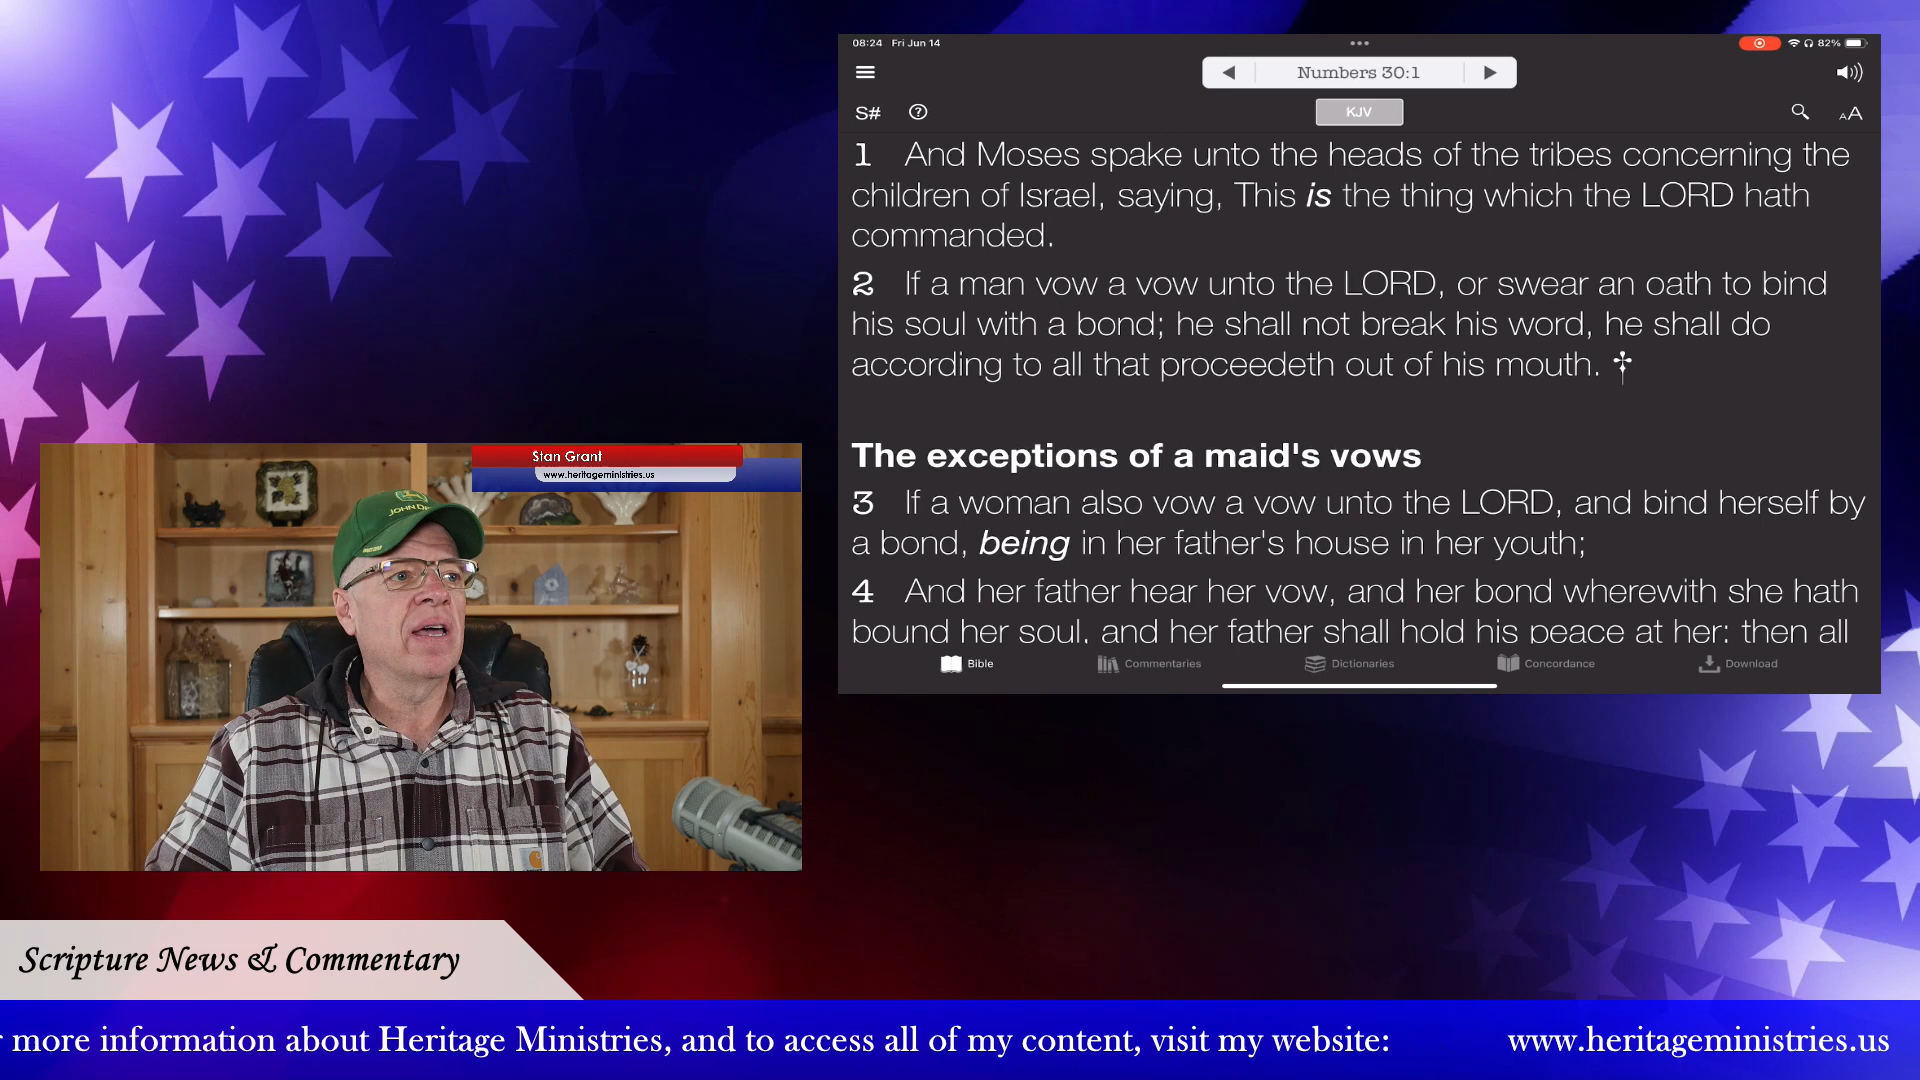 08:24 Fri Jun 14
82%
Numbers 30:1
S#
KJV
AA
1 And Moses spake unto the heads of the tribes concerning the
children of Israel, saying, This is the thing which the LORD hath
commanded.
2 If a man vow a vow unto the LORD, or swear an oath to bind
his soul with a bond; he shall not break his word, he shall do
according to all that proceedeth out of his mouth. ‡
The exceptions of a maid's vows
3 If a woman also vow a vow unto the LORD, and bind herself by
a bond, being in her father's house in her youth;
4 And her father hear her vow, and her bond wherewith she hath
bound her soul, and her father shall hold his peace at her: then all
Bible Commentaries Dictionaries Concordance Download
Stan Grant
www.heritageministries.us
JOHN DE
Scripture News & Commentary
r more information about Heritage Ministries, and to access all of my content, visit my website: www.heritageministries.us